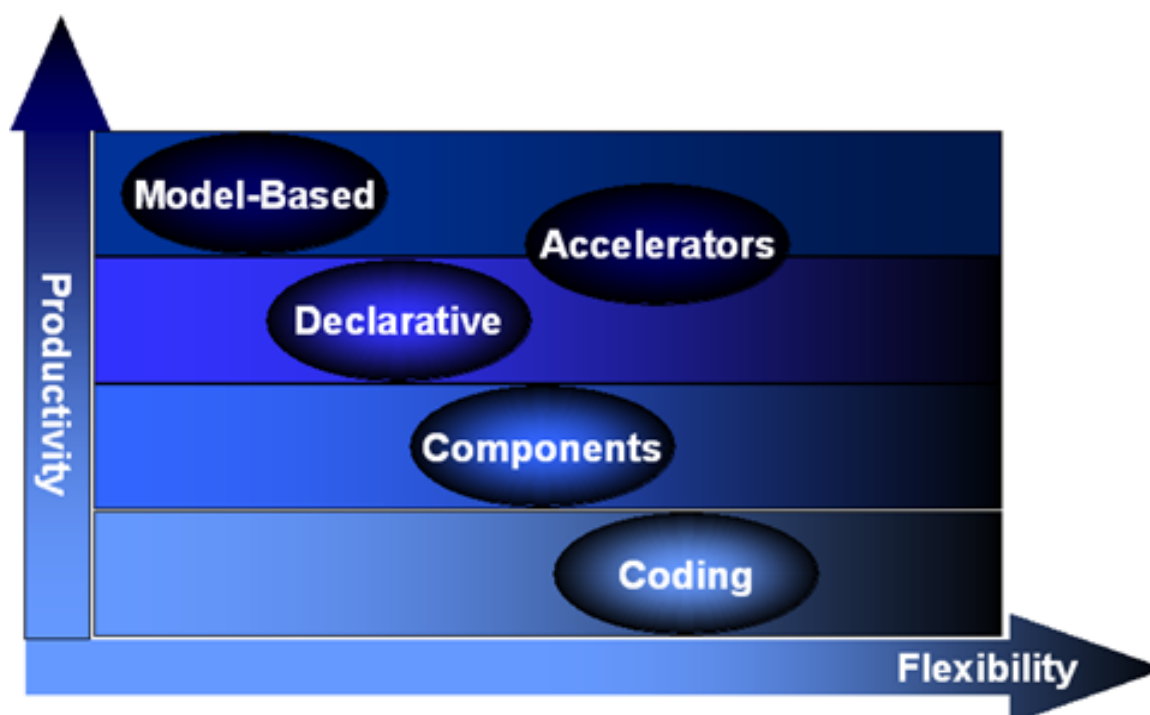 Model-Based
Accelerators
Declarative
Components
Coding
Productivity
Flexibility